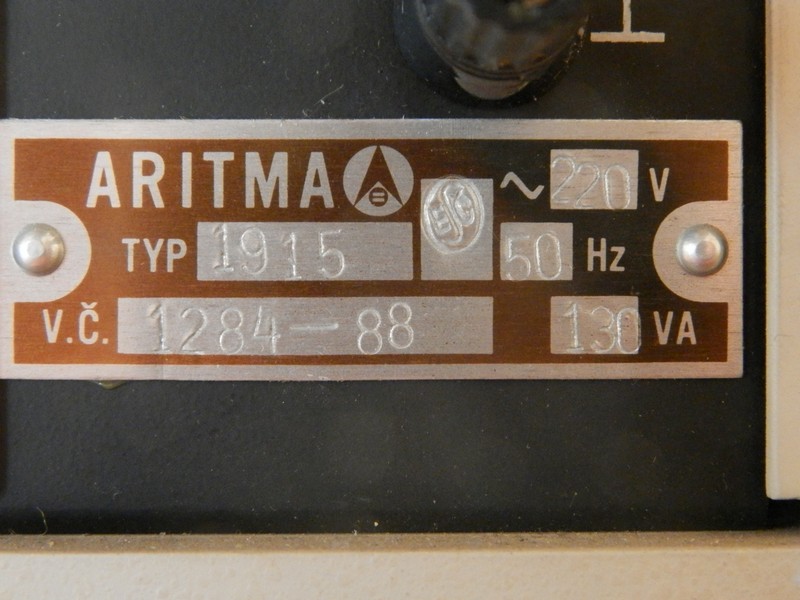 ARITMA ~ 220 V
TYP 1915 50 Hz
V.Č. 1284-88 130 VA